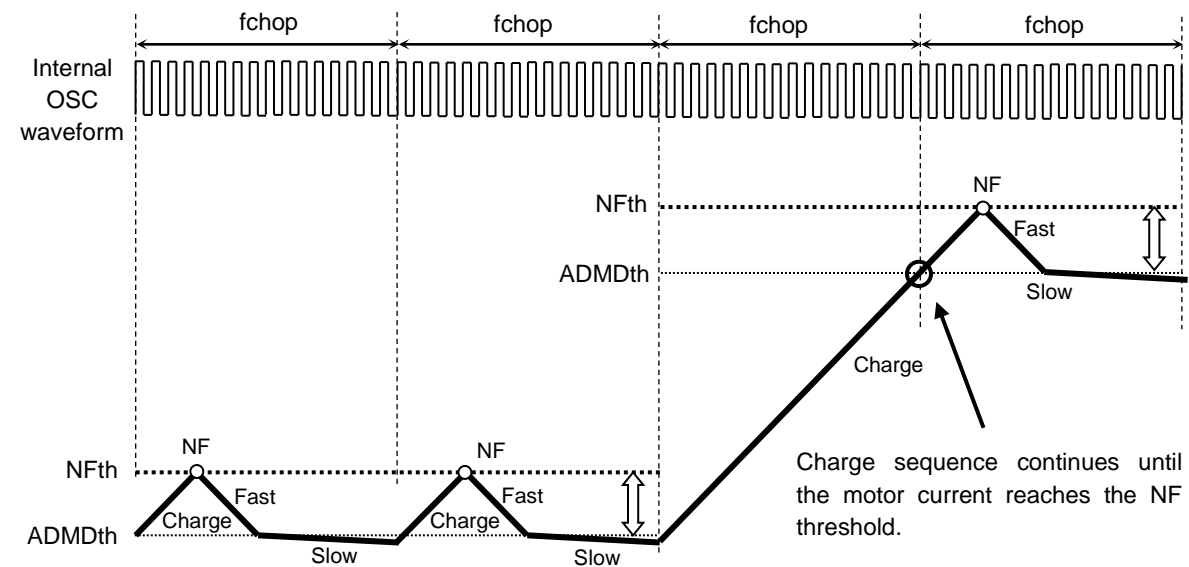 fchop fchop fchop fchop
Internal
OSC
waveform
NF
NFth
Fast
ADMDth
Slow
Charge
NF NF
NFth
Fast Fast
Charge Charge
ADMDth
Slow Slow
Charge sequence continues until
the motor current reaches the NF
threshold.